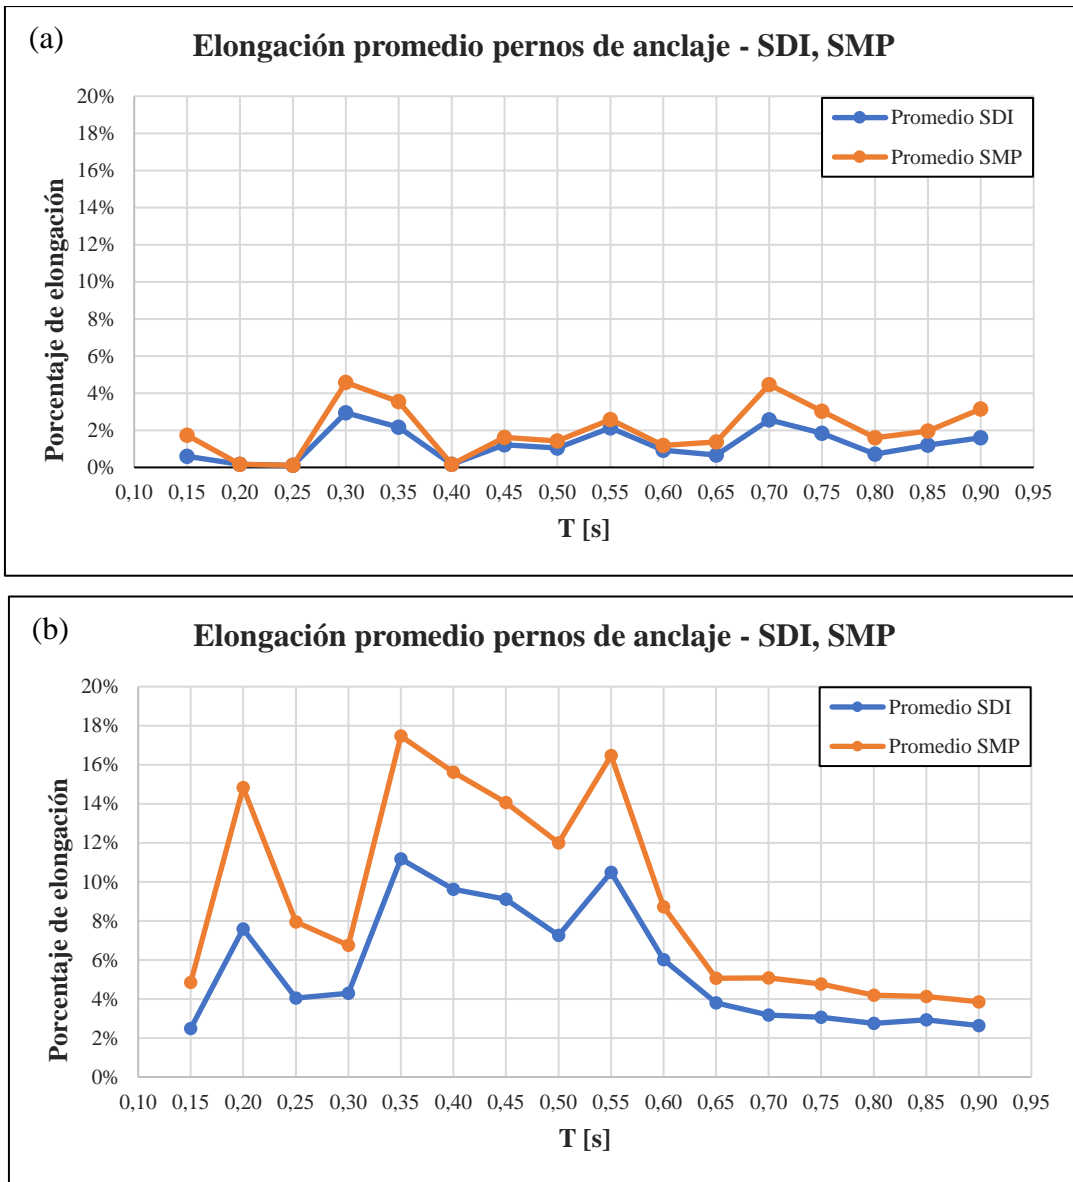 (a)
Elongación promedio pernos de anclaje - SDI, SMP
Porcentaje de elongación
20%
18%
16%
14%
12%
10%
8%
6%
4%
2%
0%
Promedio SDI
Promedio SMP
0,10 0,15 0,20 0,25 0,30 0,35 0,40 0,45 0,50 0,55 0,60 0,65 0,70 0,75 0,80 0,85 0,90 0,95
T [s]
(b)
Elongación promedio pernos de anclaje - SDI, SMP
Porcentaje de elongación
20%
18%
16%
14%
12%
10%
8%
6%
4%
2%
0%
Promedio SDI
Promedio SMP
0,10 0,15 0,20 0,25 0,30 0,35 0,40 0,45 0,50 0,55 0,60 0,65 0,70 0,75 0,80 0,85 0,90 0,95
T [s]